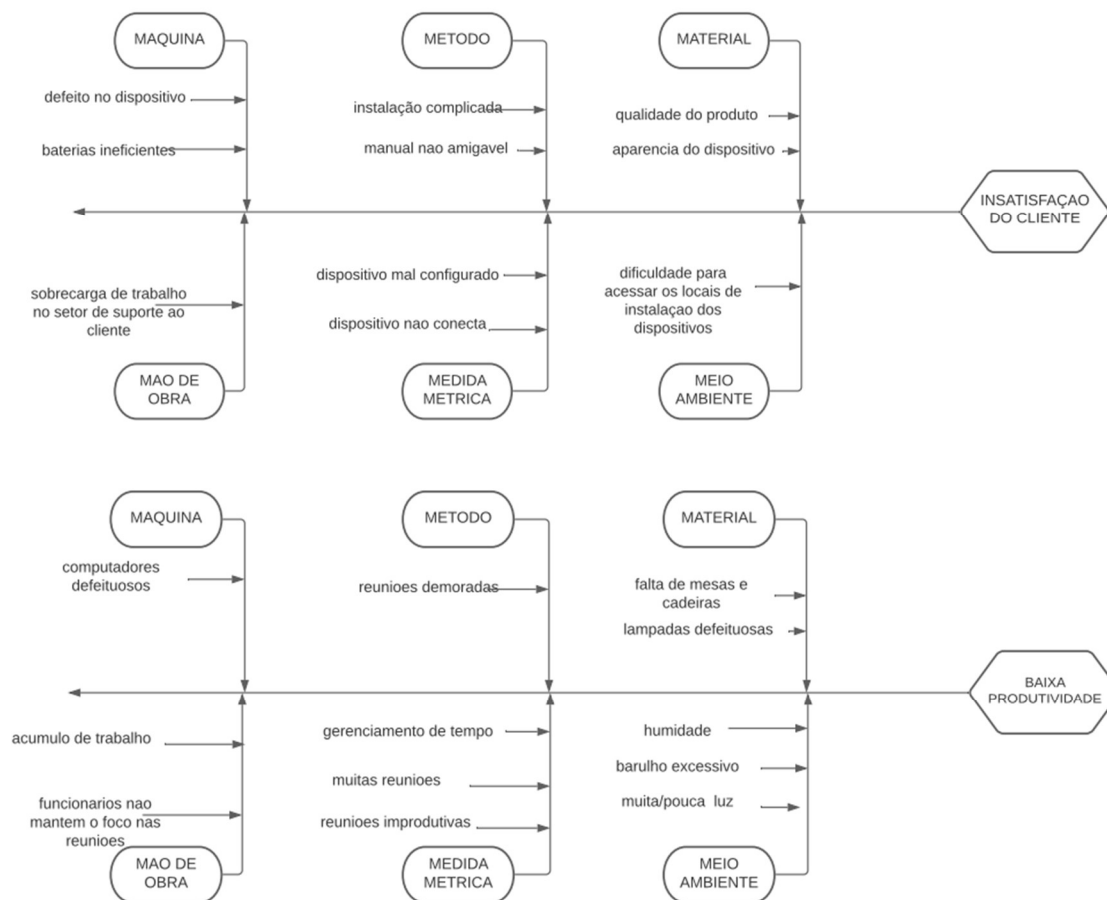 MAQUINA
defeito no dispositivo
baterias ineficientes
METODO
instalação complicada
manual nao amigavel
MATERIAL
qualidade do produto
aparencia do dispositivo
INSATISFAÇAO
DO CLIENTE
sobrecarga de trabalho
no setor de suporte ao
cliente
MAO DE
OBRA
dispositivo mal configurado
dispositivo nao conecta
MEDIDA
METRICA
dificuldade para
acessar os locais de
instalaçao dos
dispositivos
MEIO
AMBIENTE
MAQUINA
computadores
defeituosos
METODO
reunioes demoradas
MATERIAL
falta de mesas e
cadeiras
lampadas defeituosas
BAIXA
PRODUTIVIDADE
acumulo de trabalho
funcionarios nao
mantem o foco nas
reunioes
MAO DE
OBRA
gerenciamento de tempo
muitas reunioes
reunioes improdutivas
MEDIDA
METRICA
humidade
barulho excessivo
muita/pouca luz
MEIO
AMBIENTE